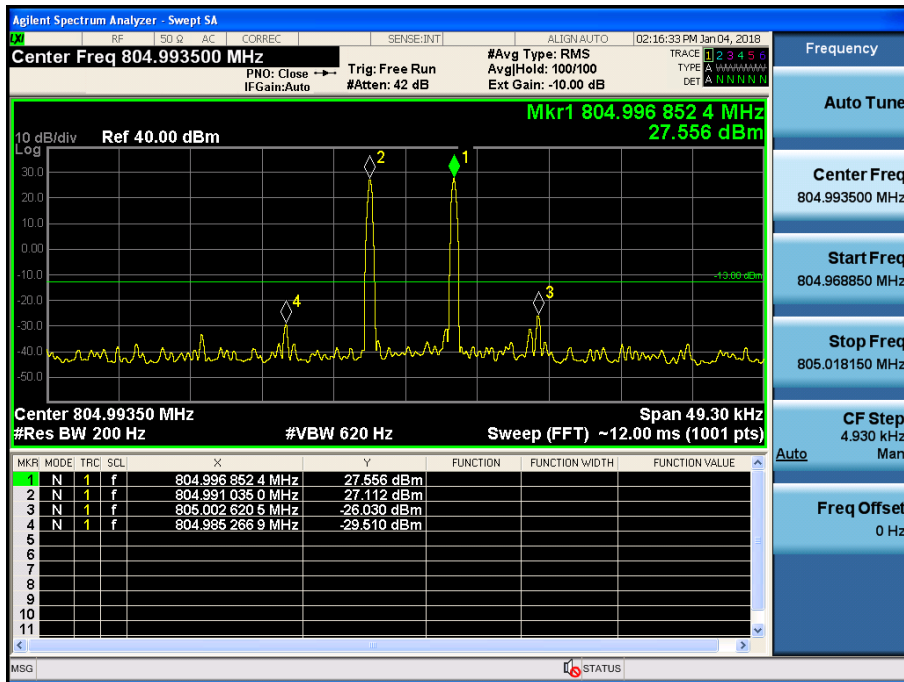 Agilent Spectrum Analyzer - Swept SA
LXI RF 50 Ω AC CORREC SENSE:INT ALIGN AUTO 02:16:33 PM Jan 04, 2018
Center Freq 804.993500 MHz
PNO: Close
IFGain:Auto
Trig: Free Run
#Atten: 42 dB
#Avg Type: RMS
Avg|Hold: 100/100
Ext Gain: -10.00 dB
TRACE 1 2 3 4 5 6
TYPE A WWWWW
DET A N N N N N
Mkr1 804.996 852 4 MHz
27.556 dBm
10 dB/div Ref 40.00 dBm
Log
30.0
20.0
10.0
0.00
-10.0
-20.0
-30.0
-40.0
-50.0
2
1
-13.00 dBm
3
4
Center 804.99350 MHz Span 49.30 kHz
#Res BW 200 Hz #VBW 620 Hz Sweep (FFT) ~12.00 ms (1001 pts)
MKR MODE TRC SCL X Y FUNCTION FUNCTION WIDTH FUNCTION VALUE
1 N 1 f 804.996 852 4 MHz 27.556 dBm
2 N 1 f 804.991 035 0 MHz 27.112 dBm
3 N 1 f 805.002 620 5 MHz -26.030 dBm
4 N 1 f 804.985 266 9 MHz -29.510 dBm
5
6
7
8
9
10
11
MSG STATUS
Frequency
Auto Tune
Center Freq
804.993500 MHz
Start Freq
804.968850 MHz
Stop Freq
805.018150 MHz
CF Step
4.930 kHz
Auto Man
Freq Offset
0 Hz